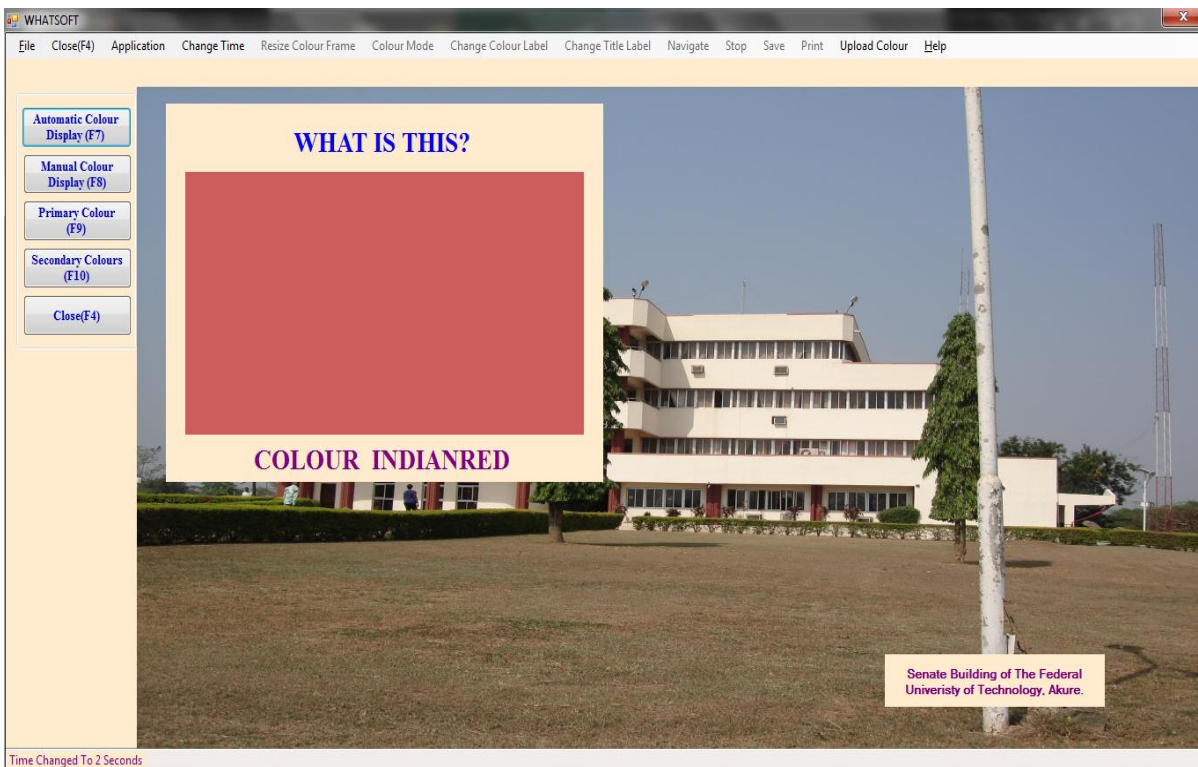 WHATSOFT
File Close(F4) Application Change Time Resize Colour Frame Colour Mode Change Colour Label Change Title Label Navigate Stop Save Print Upload Colour Help
Automatic Colour
Display (F7)
Manual Colour
Display (F8)
Primary Colour
(F9)
Secondary Colours
(F10)
Close(F4)
WHAT IS THIS?
COLOUR INDIANRED
Senate Building of The Federal
Univeristy of Technology, Akure.
Time Changed To 2 Seconds